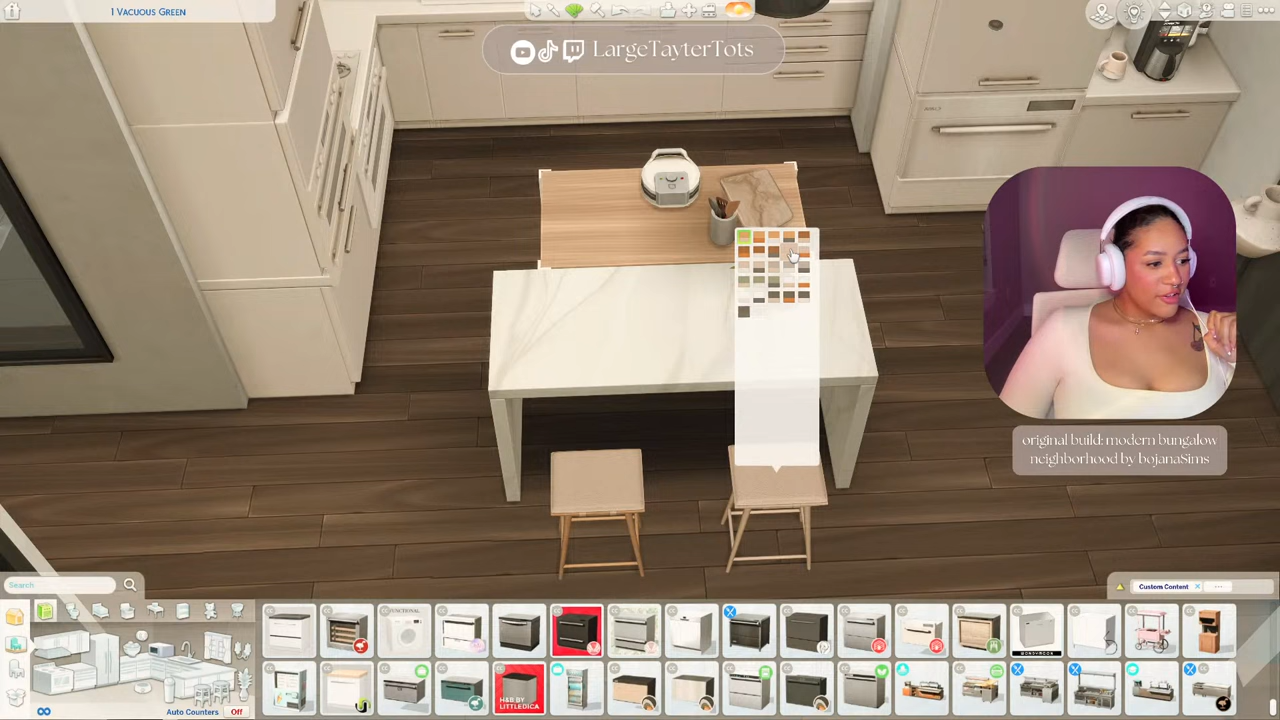 1 Vacuous Green
LargeTayterTots
original build: modern bungalow
neighborhood by bojanaSims
Search
Custom Content
Auto Counters Off
H&B BY
LITTLEDICA